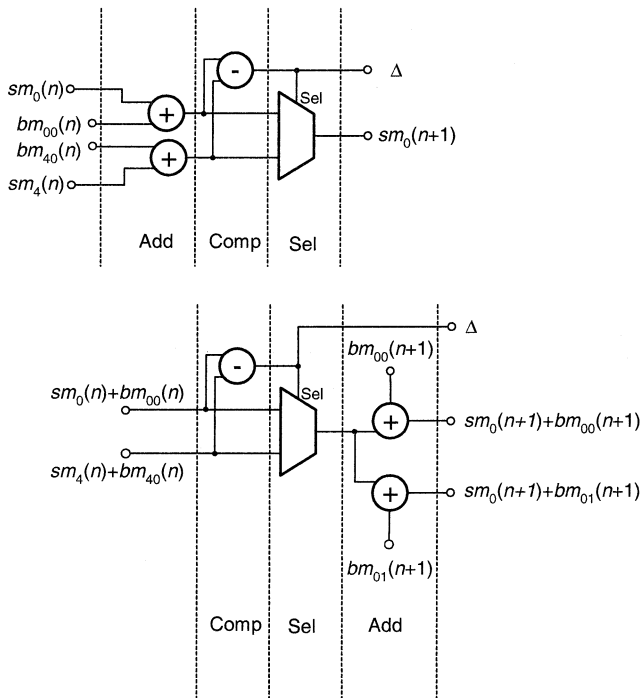 - Δ
sm₀(n)
Sel
bm₀₀(n) +
sm₀(n+1)
bm₄₀(n)
+
sm₄(n)
Add Comp Sel
Δ
bm₀₀(n+1)
-
sm₀(n)+bm₀₀(n) Sel
+ sm₀(n+1)+bm₀₀(n+1)
sm₄(n)+bm₄₀(n)
+ sm₀(n+1)+bm₀₁(n+1)
bm₀₁(n+1)
Comp Sel Add